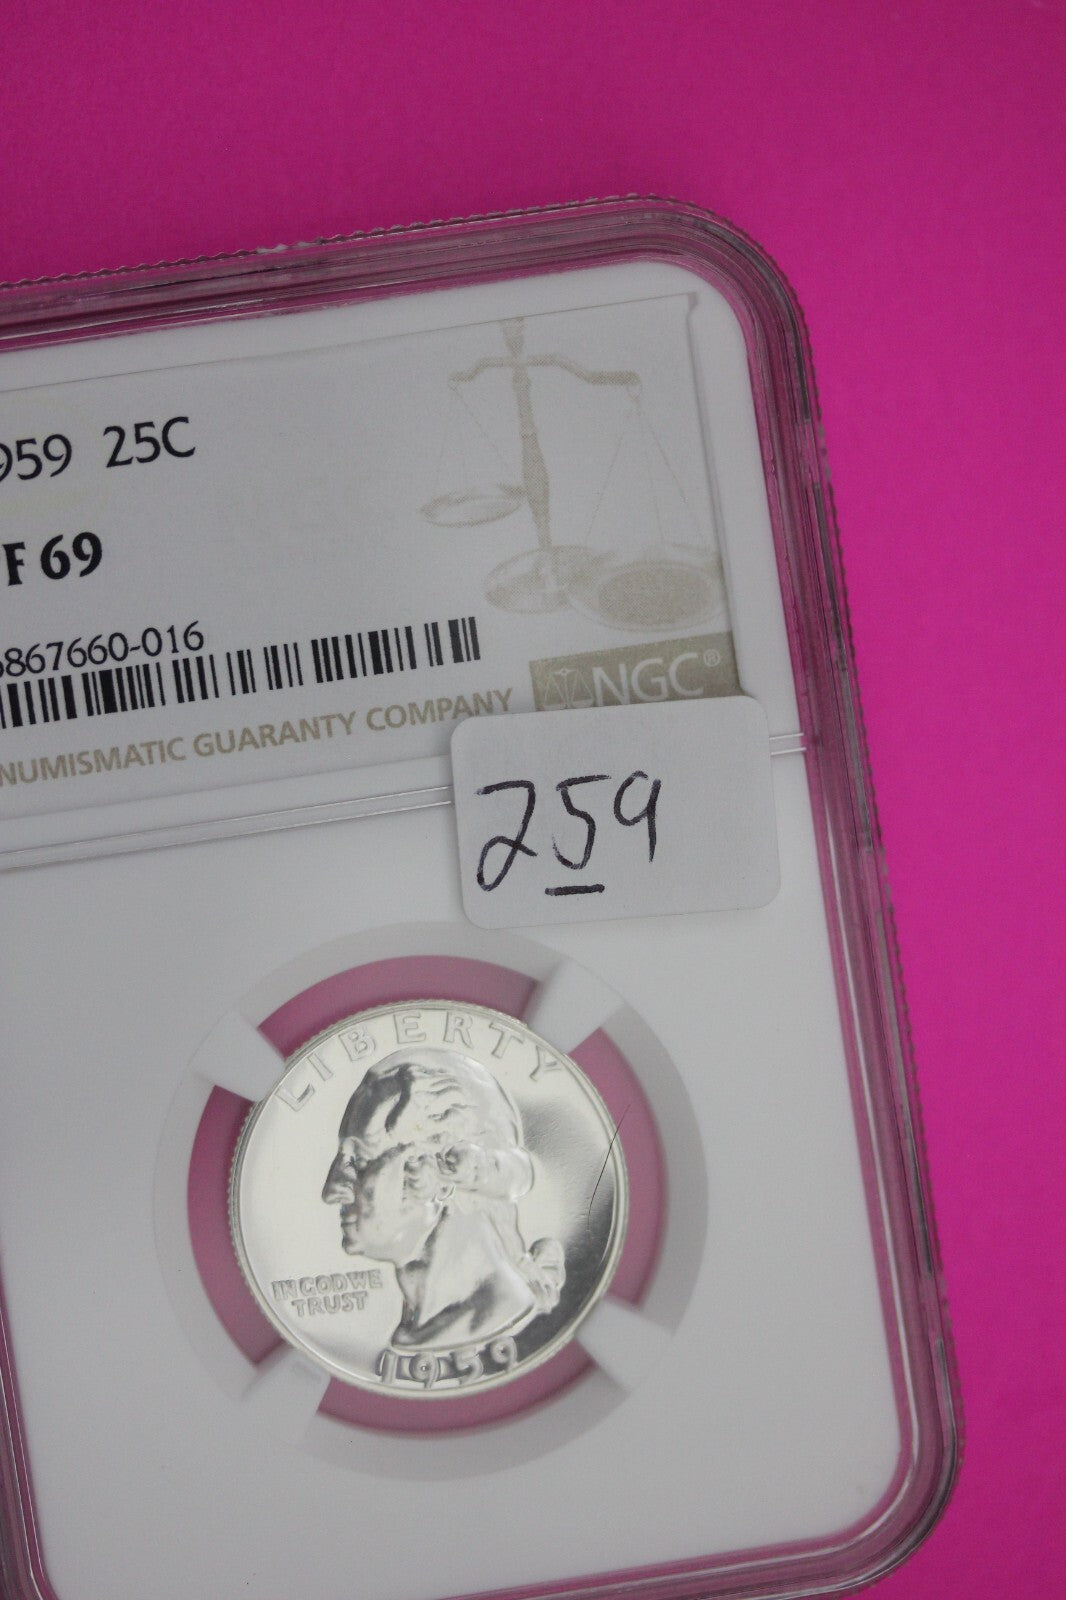 959 25C
F 69
867660-016
NUMISMATIC GUARANTY COMPANY
NGC®
259
LIBERTY
IN GOD WE
TRUST
1959